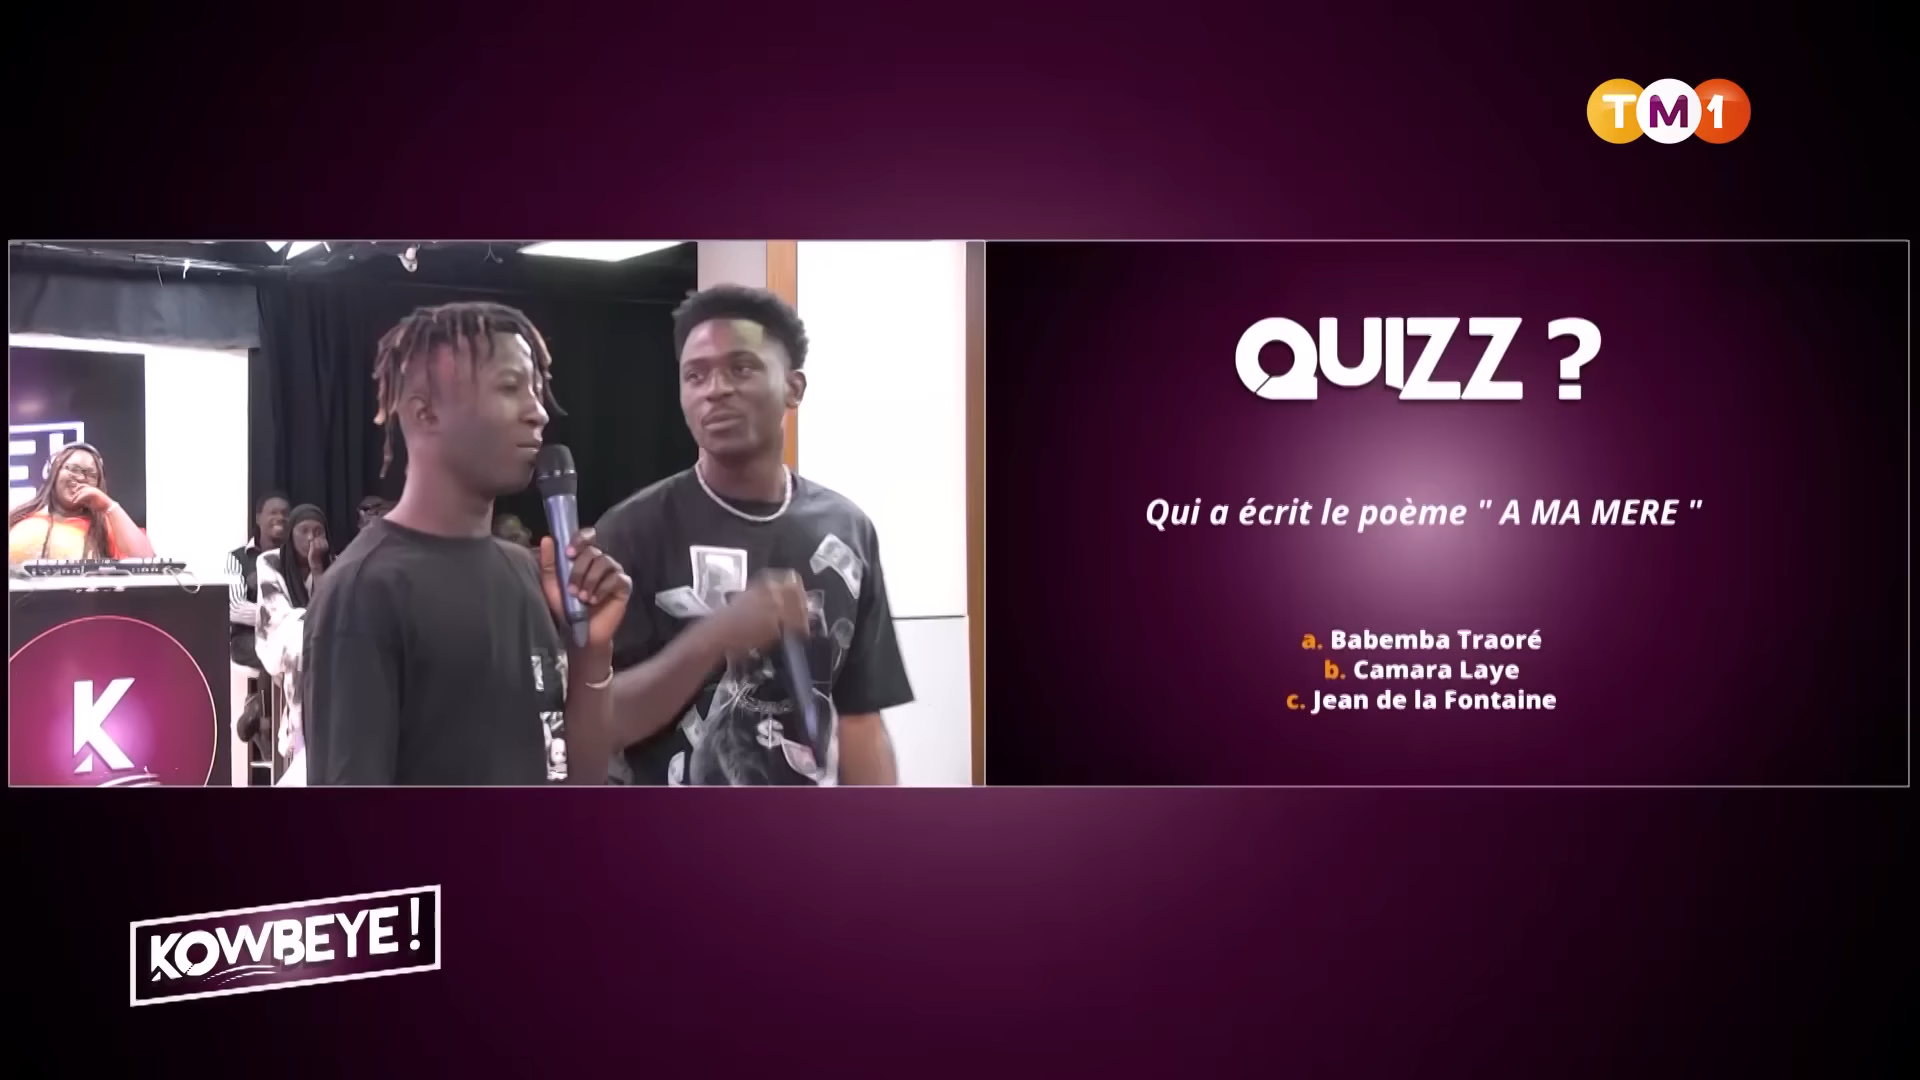 TM1
E!
QUIZZ ?
Qui a écrit le poème " A MA MERE "
a. Babemba Traoré
b. Camara Laye
c. Jean de la Fontaine
K
$
KOWBEYE!